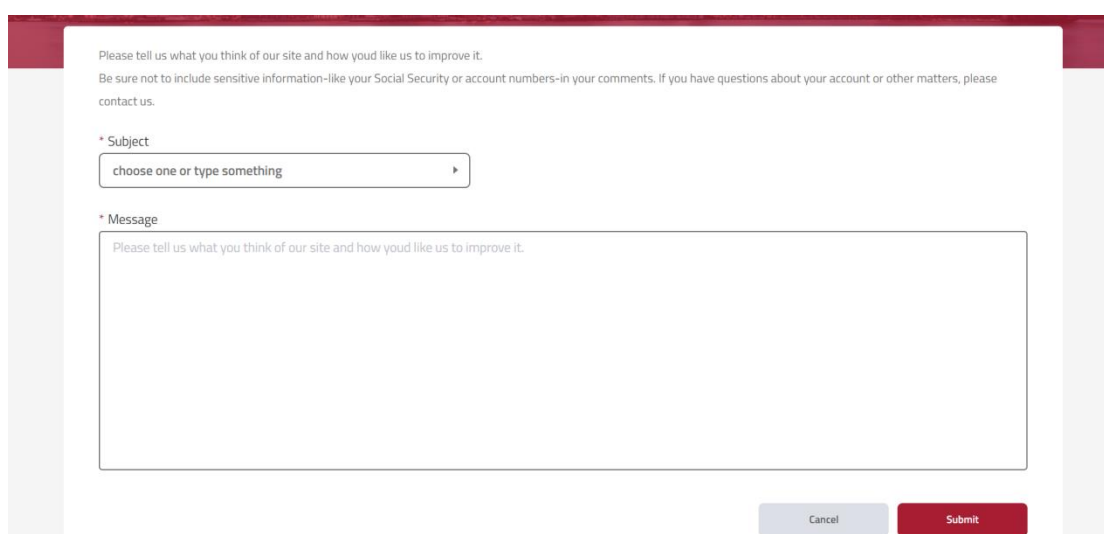 Please tell us what you think of our site and how youd like us to improve it.
Be sure not to include sensitive information-like your Social Security or account numbers-in your comments. If you have questions about your account or other matters, please
contact us.
* Subject
choose one or type something
* Message
Please tell us what you think of our site and how youd like us to improve it.
Cancel
Submit